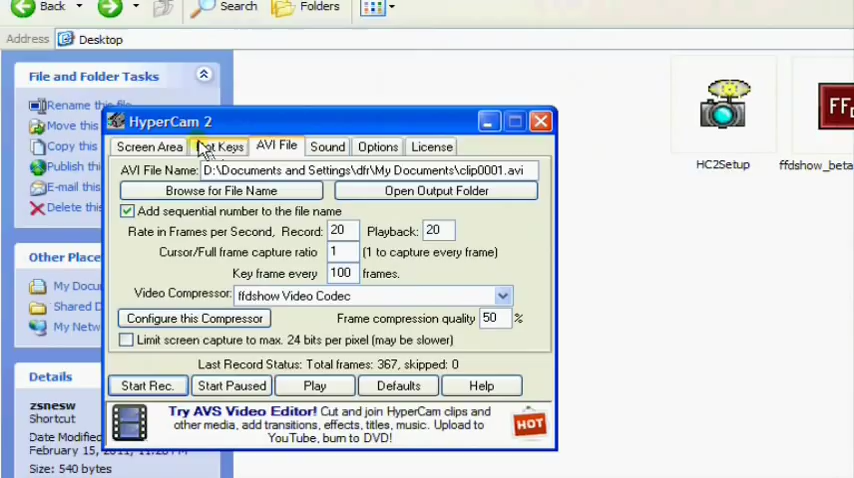 Back
Search
Folders
Address
Desktop
File and Folder Tasks
Rename this file
Move this
Copy this
Publish thi
E-mail this
Delete this
Other Place
My Docu
Shared D
My Netw
Details
zsnesw
Shortcut
Date Modified
February 15, 2011, 11:28 PM
Size: 540 bytes
HyperCam 2
Screen Area
Hot Keys
AVI File
Sound
Options
License
AVI File Name: D:\Documents and Settings\dfr\My Documents\clip0001.avi
Browse for File Name
Open Output Folder
Add sequential number to the file name
Rate in Frames per Second, Record: 20 Playback: 20
Cursor/Full frame capture ratio 1 (1 to capture every frame)
Key frame every 100 frames.
Video Compressor: ffdshow Video Codec
Configure this Compressor
Frame compression quality 50 %
Limit screen capture to max. 24 bits per pixel (may be slower)
Last Record Status: Total frames: 367, skipped: 0
Start Rec.
Start Paused
Play
Defaults
Help
Try AVS Video Editor! Cut and join HyperCam clips and
other media, add transitions, effects, titles, music. Upload to
YouTube, burn to DVD!
HOT
HC2Setup
FF
ffdshow_beta